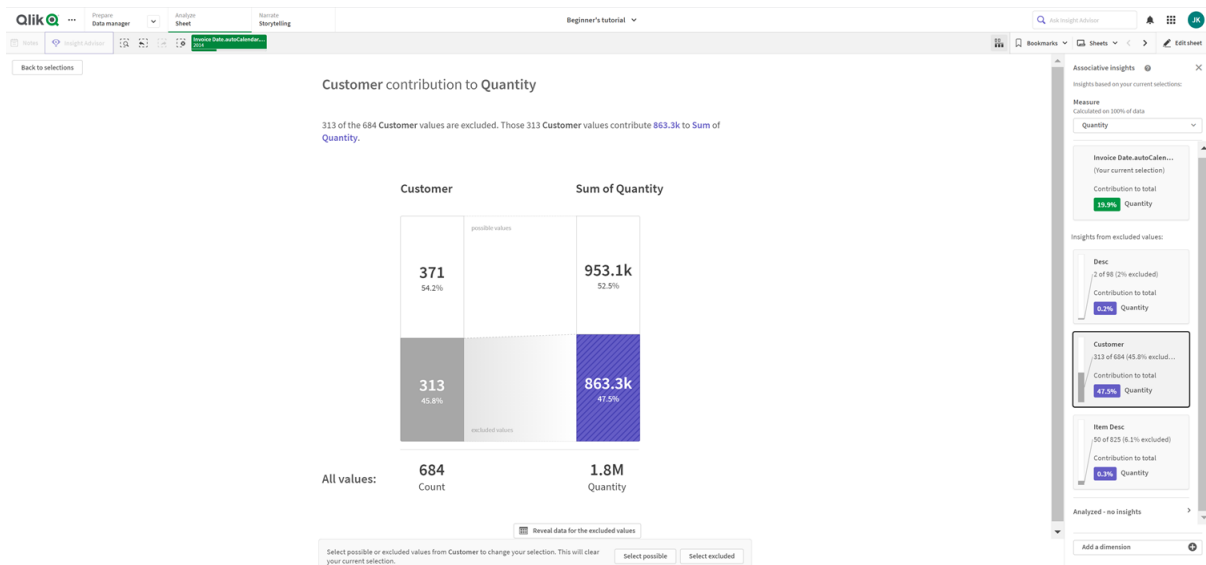 Qlik
Prepare
Data manager
Analyze
Sheet
Narrate
Storytelling
Beginner's tutorial
Ask Insight Advisor
JK
Notes
Insight Advisor
Invoice Date.autoCalendar...
2014
Bookmarks
Sheets
Edit sheet
Back to selections
Customer contribution to Quantity
313 of the 684 Customer values are excluded. Those 313 Customer values contribute 863.3k to Sum of
Quantity.
Customer
Sum of Quantity
possible values
371
54.2%
953.1k
52.5%
313
45.8%
863.3k
47.5%
excluded values
All values:
684
Count
1.8M
Quantity
Reveal data for the excluded values
Select possible or excluded values from Customer to change your selection. This will clear
your current selection.
Select possible
Select excluded
Associative insights
Insights based on your current selections:
Measure
Calculated on 100% of data
Quantity
Invoice Date.autoCalen...
(Your current selection)
Contribution to total
19.9% Quantity
Insights from excluded values:
Desc
2 of 98 (2% excluded)
Contribution to total
0.2% Quantity
Customer
313 of 684 (45.8% exclud...
Contribution to total
47.5% Quantity
Item Desc
50 of 825 (6.1% excluded)
Contribution to total
0.3% Quantity
Analyzed - no insights
Add a dimension